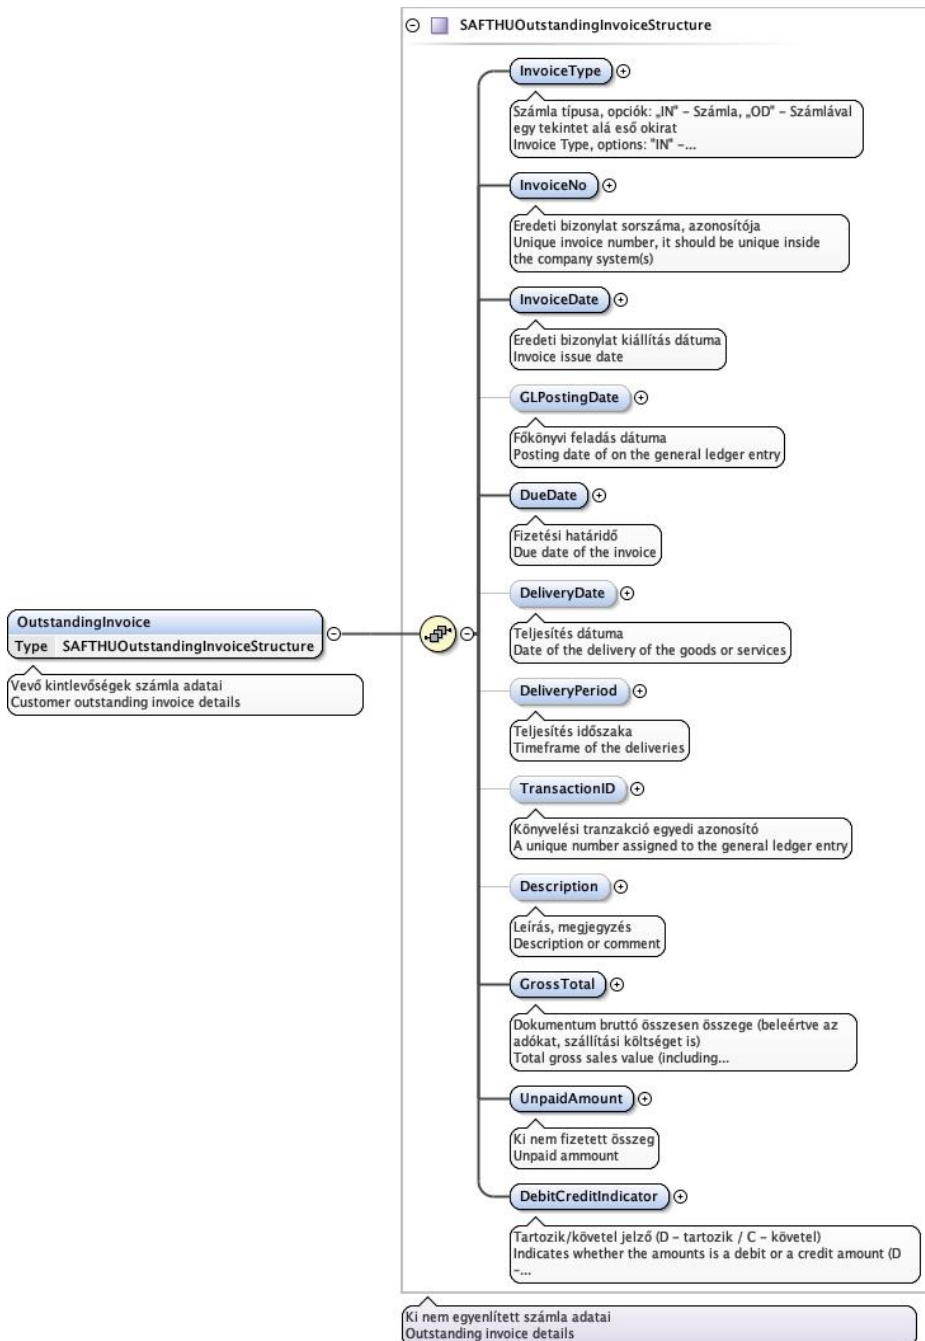 SAFTHUOutstandingInvoiceStructure
InvoiceType
Számla típusa, opciók: „IN" – Számla, „OD" – Számlával
egy tekintet alá eső okirat
Invoice Type, options: "IN" –...
InvoiceNo
Eredeti bizonylat sorszáma, azonosítója
Unique invoice number, it should be unique inside
the company system(s)
InvoiceDate
Eredeti bizonylat kiállítás dátuma
Invoice issue date
GLPostingDate
Főkönyvi feladás dátuma
Posting date of on the general ledger entry
DueDate
Fizetési határidő
Due date of the invoice
DeliveryDate
Teljesítés dátuma
Date of the delivery of the goods or services
OutstandingInvoice
Type SAFTHUOutstandingInvoiceStructure
Vevő kintlevőségek számla adatai
Customer outstanding invoice details
DeliveryPeriod
Teljesítés időszaka
Timeframe of the deliveries
TransactionID
Könyvelési tranzakció egyedi azonosító
A unique number assigned to the general ledger entry
Description
Leírás, megjegyzés
Description or comment
GrossTotal
Dokumentum bruttó összesen összege (beleértve az
adókat, szállítási költséget is)
Total gross sales value (including...
UnpaidAmount
Ki nem fizetett összeg
Unpaid ammount
DebitCreditIndicator
Tartozik/követel jelző (D – tartozik / C – követel)
Indicates whether the amounts is a debit or a credit amount (D
–...
Ki nem egyenlített számla adatai
Outstanding invoice details